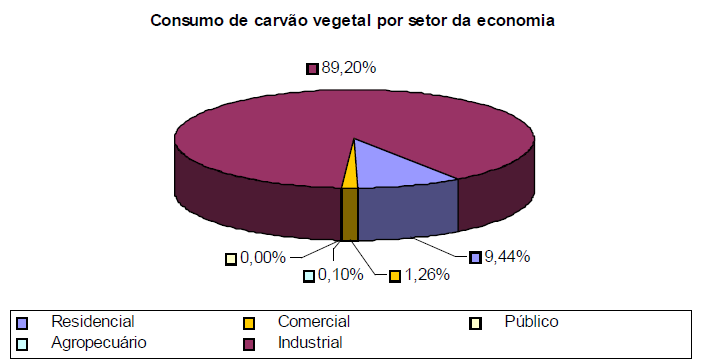 Consumo de carvão vegetal por setor da economia
89,20%
0,00%
0,10%
1,26%
9,44%
Residencial Comercial Público
Agropecuário Industrial